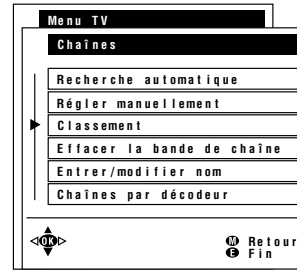 Menu TV
Chaînes
Recherche automatique
Régler manuellement
Classement
Effacer la bande de chaîne
Entrer/modifier nom
Chaînes par décodeur
OK
M Retour
E Fin